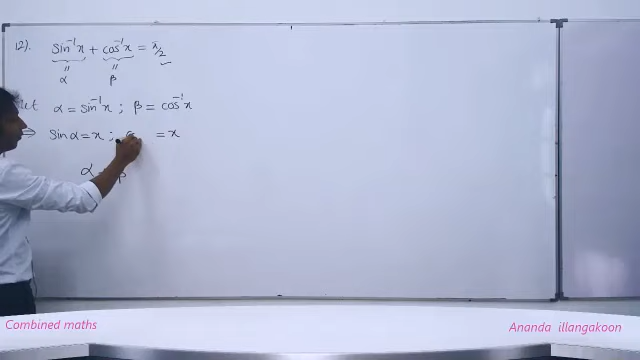 12). Sin⁻¹x + cos⁻¹x = π/2
α β
α = sin⁻¹x ; β = cos⁻¹x
⇒ Sin α = x ; = x
α β
Combined maths
Ananda illangakoon